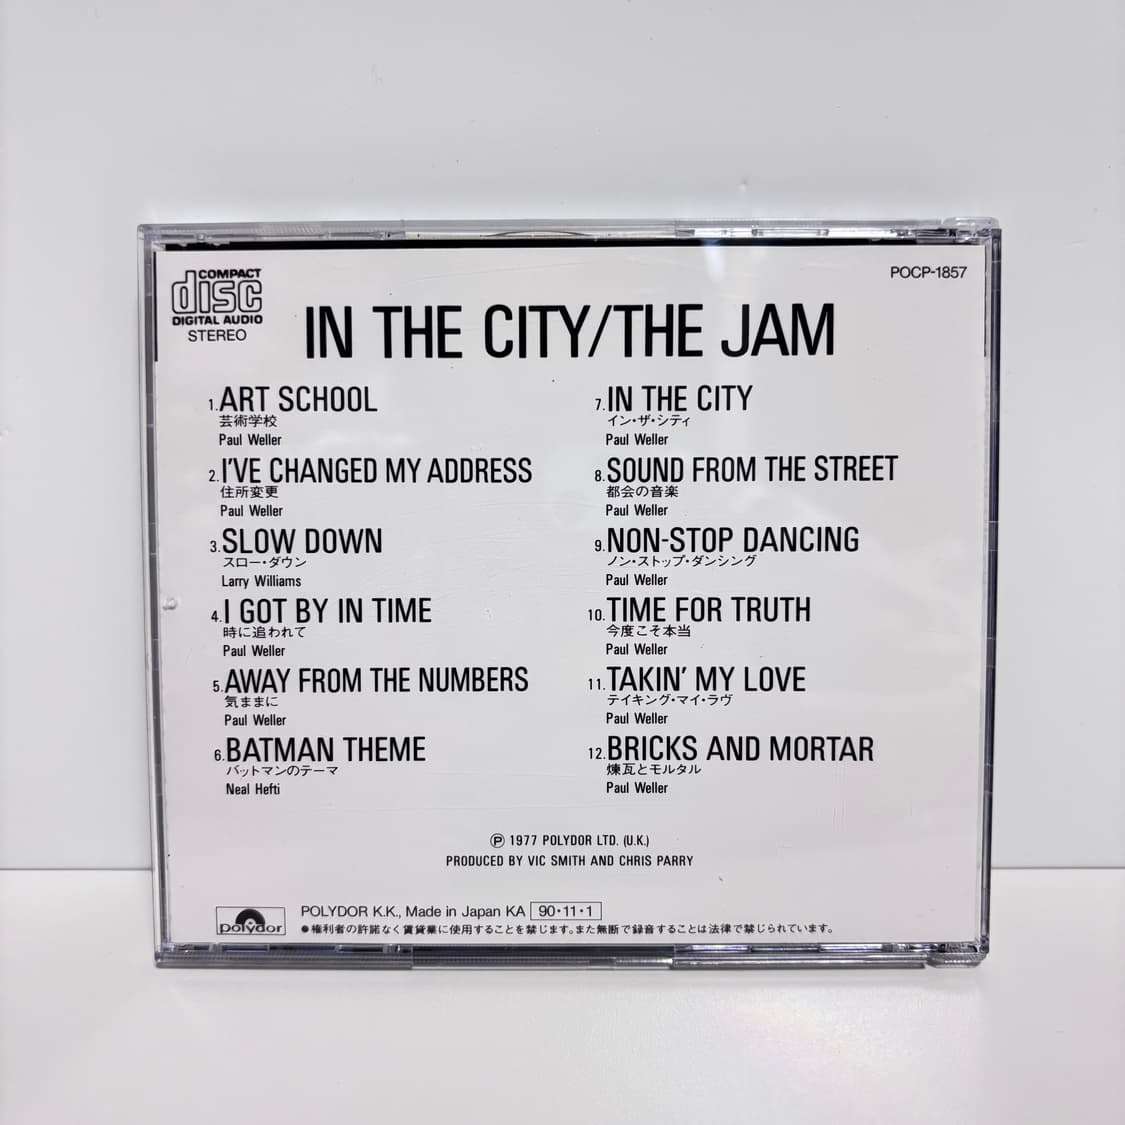 COMPACT
disc
DIGITAL AUDIO
STEREO
POCP-1857
IN THE CITY/THE JAM
1.ART SCHOOL
芸術学校
Paul Weller
2.I'VE CHANGED MY ADDRESS
住所変更
Paul Weller
3.SLOW DOWN
スロー・ダウン
Larry Williams
4.I GOT BY IN TIME
時に追われて
Paul Weller
5.AWAY FROM THE NUMBERS
気ままに
Paul Weller
6.BATMAN THEME
バットマンのテーマ
Neal Hefti
7.IN THE CITY
イン・ザ・シティ
Paul Weller
8.SOUND FROM THE STREET
都会の音楽
Paul Weller
9.NON-STOP DANCING
ノン・ストップ・ダンシング
Paul Weller
10.TIME FOR TRUTH
今度こそ本当
Paul Weller
11.TAKIN' MY LOVE
テイキング・マイ・ラヴ
Paul Weller
12.BRICKS AND MORTAR
煉瓦とモルタル
Paul Weller
Ⓟ 1977 POLYDOR LTD. (U.K.)
PRODUCED BY VIC SMITH AND CHRIS PARRY
polydor
POLYDOR K.K., Made in Japan KA 90・11・1
●権利者の許諾なく賃貸業に使用することを禁じます。また無断で録音することは法律で禁じられています。